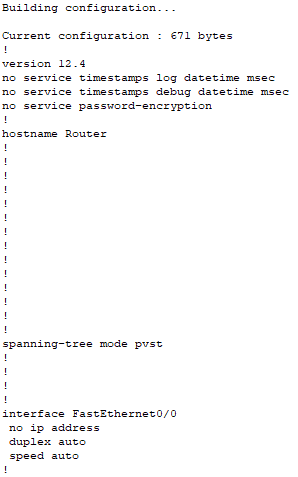 Building configuration...

Current configuration : 671 bytes
!
version 12.4
no service timestamps log datetime msec
no service timestamps debug datetime msec
no service password-encryption
!
hostname Router
!
!
!
!
!
!
!
!
!
!
!
!
!
!
spanning-tree mode pvst
!
!
!
!
interface FastEthernet0/0
 no ip address
 duplex auto
 speed auto
!